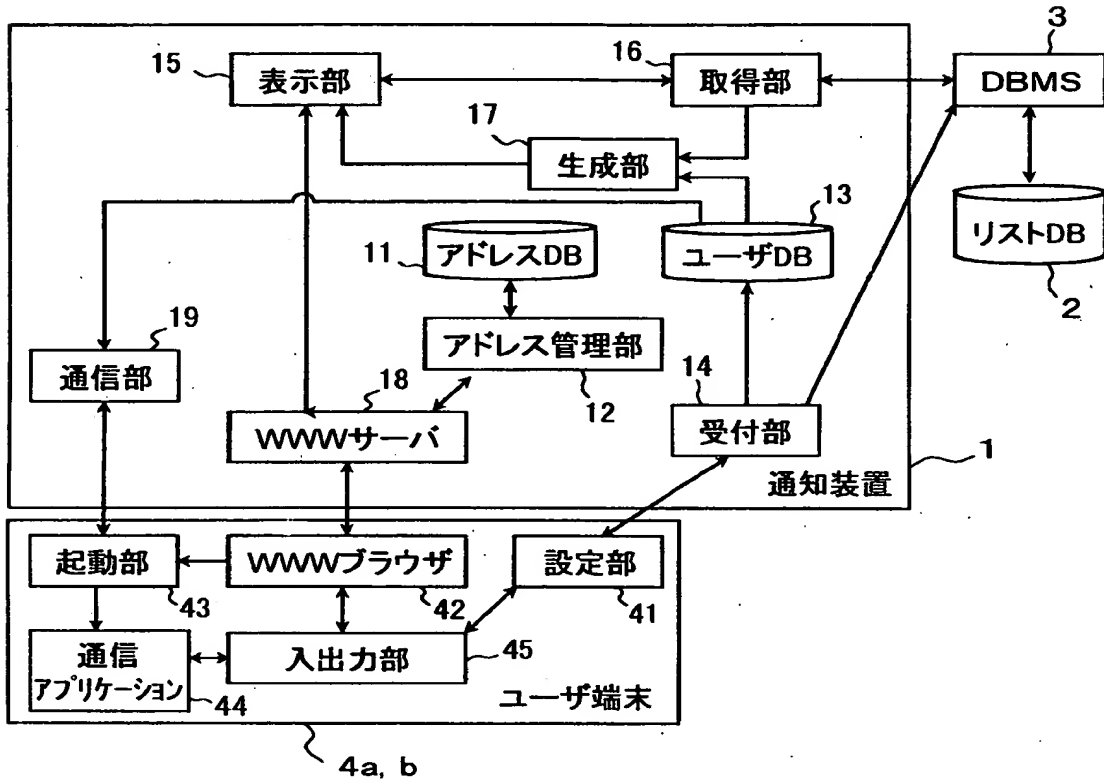 3
15
表示部
16
取得部
DBMS
17
生成部
13
11
アドレスDB
ユーザDB
リストDB
2
19
通信部
アドレス管理部
12
18
WWWサーバ
14
受付部
通知装置
1
起動部
43
WWWブラウザ
42
設定部
41
通信
アプリケーション
44
入出力部
45
ユーザ端末
4a, b